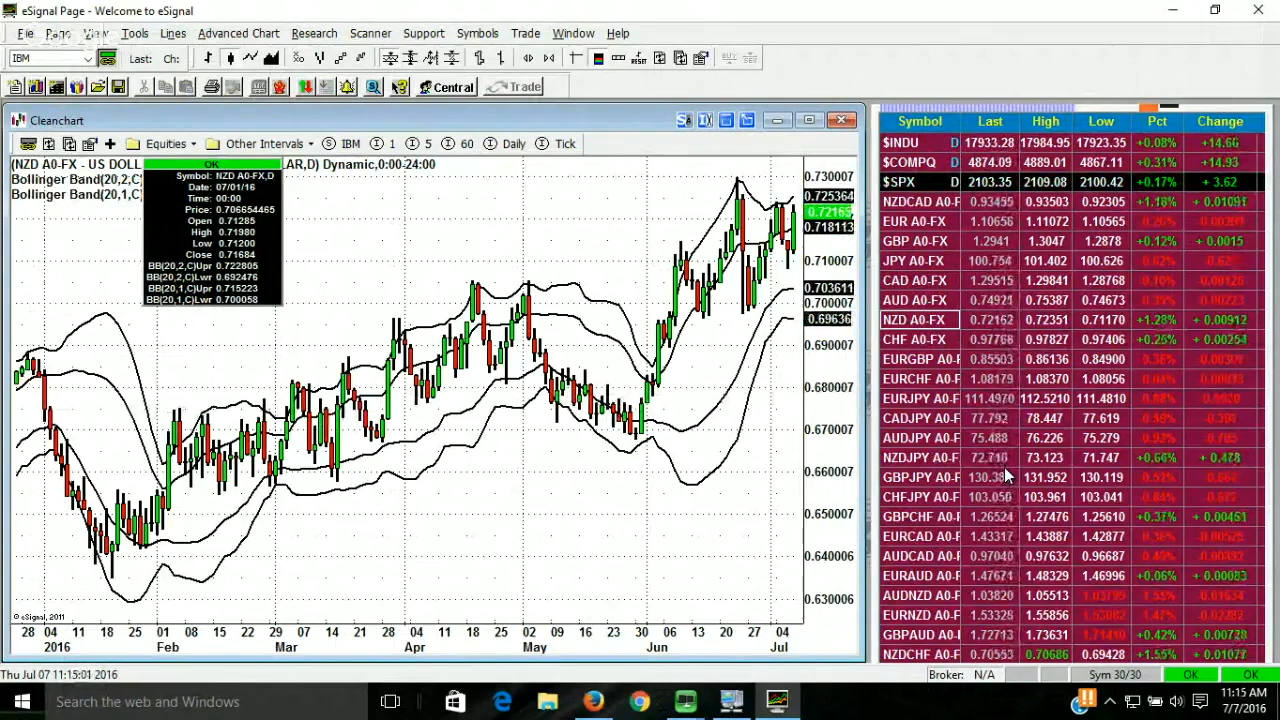 eSignal Page - Welcome to eSignal
File Page View Tools Lines Advanced Chart Research Scanner Support Symbols Trade Window Help
IBM Last: Ch:
Central Trade
Cleanchart
Equities Other Intervals IBM 1 5 60 Daily Tick
(NZD A0-FX - US DOLL LAR,D) Dynamic,0:00-24:00
Bollinger Band(20,2,C)
Bollinger Band(20,1,C)
OK
Symbol: NZD A0-FX,D
Date: 07/01/16
Time: 00:00
Price: 0.706654465
Open 0.71285
High 0.71980
Low 0.71200
Close 0.71684
BB(20,2,C)Upr 0.722805
BB(20,2,C)Lwr 0.692476
BB(20,1,C)Upr 0.715223
BB(20,1,C)Lwr 0.700058
0.730007
0.725364
0.72165
0.718113
0.710007
0.703611
0.700007
0.69636
0.690007
0.680007
0.670007
0.660007
0.650007
0.640006
0.630006
© eSignal, 2011
28 04 11 18 25 01 08 15 22 29 07 14 21 28 04 11 18 25 02 09 16 23 30 06 13 20 27 04
2016 Feb Mar Apr May Jun Jul
Symbol Last High Low Pct Change
$INDU D 17933.28 17984.95 17923.35 +0.08% +14.66
$COMPQ D 4874.09 4889.01 4867.11 +0.31% +14.93
$SPX D 2103.35 2109.08 2100.42 +0.17% + 3.62
NZDCAD A0-F 0.93455 0.93503 0.92305 +1.18% + 0.01091
EUR A0-FX 1.10658 1.11072 1.10565
GBP A0-FX 1.2941 1.3047 1.2878 +0.12% + 0.0015
JPY A0-FX 100.754 101.402 100.626
CAD A0-FX 1.29515 1.29841 1.28768
AUD A0-FX 0.74921 0.75387 0.74673
NZD A0-FX 0.72162 0.72351 0.71170 +1.28% + 0.00912
CHF A0-FX 0.97766 0.97827 0.97406 +0.25% + 0.00254
EURGBP A0-F 0.85503 0.86136 0.84900
EURCHF A0-F 1.08179 1.08370 1.08056
EURJPY A0-F 111.4970 112.5210 111.4810
CADJPY A0-F 77.792 78.447 77.619
AUDJPY A0-F 75.488 76.226 75.279
NZDJPY A0-F 72.716 73.123 71.747 +0.66% + 0.478
GBPJPY A0-F 131.952 130.119
CHFJPY A0-F 103.050 103.961 103.041
GBPCHF A0-F 1.26524 1.27476 1.25610 +0.37% + 0.00461
EURCAD A0-F 1.43317 1.43887 1.42877
AUDCAD A0-F 0.97040 0.97632 0.96687
EURAUD A0-F 1.47671 1.48329 1.46996 +0.06% + 0.00083
AUDNZD A0-F 1.03820 1.05513
EURNZD A0-F 1.53328 1.55856
GBPAUD A0-F 1.72713 1.73631 +0.42% + 0.00728
NZDCHF A0-F 0.70553 0.70686 0.69428 +1.55% + 0.01077
Thu Jul 07 11:15:01 2016 Broker: N/A Sym 30/30 OK OK
Search the web and Windows
11:15 AM
7/7/2016